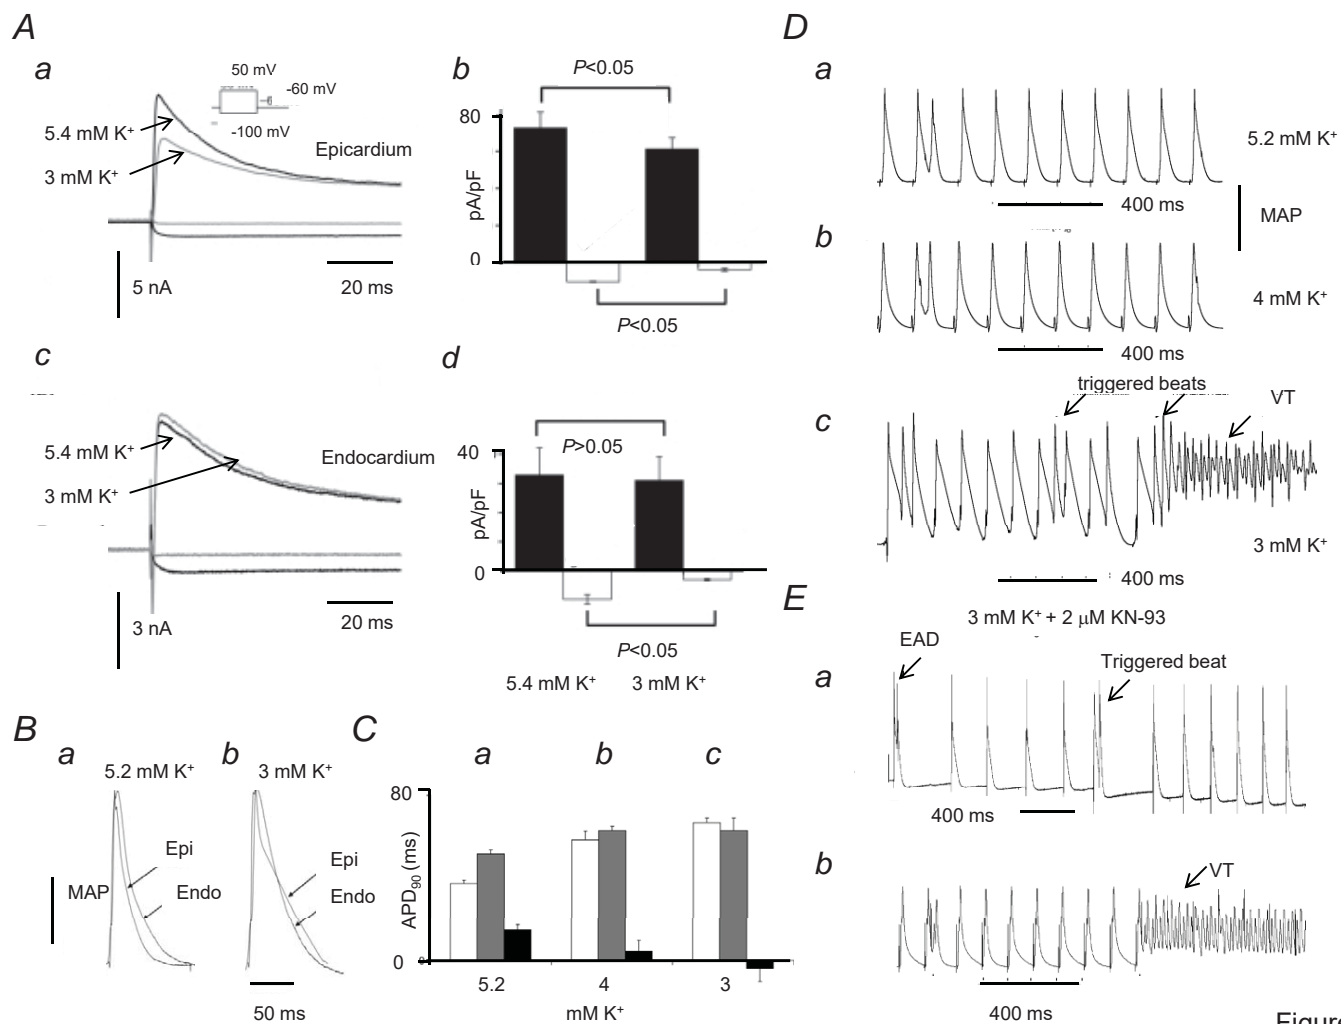 A
a
50 mV
-60 mV
-100 mV
5.4 mM K⁺
3 mM K⁺
Epicardium
5 nA
20 ms
b
P<0.05
80
pA/pF
0
P<0.05
c
5.4 mM K⁺
3 mM K⁺
Endocardium
3 nA
20 ms
d
P>0.05
40
pA/pF
0
P<0.05
5.4 mM K⁺
3 mM K⁺
B
a
5.2 mM K⁺
Epi
Endo
MAP
b
3 mM K⁺
Epi
Endo
50 ms
C
a
b
c
80
APD₉₀ (ms)
0
5.2
4
3
mM K⁺
D
a
5.2 mM K⁺
400 ms
MAP
b
4 mM K⁺
400 ms
c
triggered beats
VT
3 mM K⁺
400 ms
E
3 mM K⁺ + 2 μM KN-93
a
EAD
Triggered beat
400 ms
b
VT
400 ms
Figure